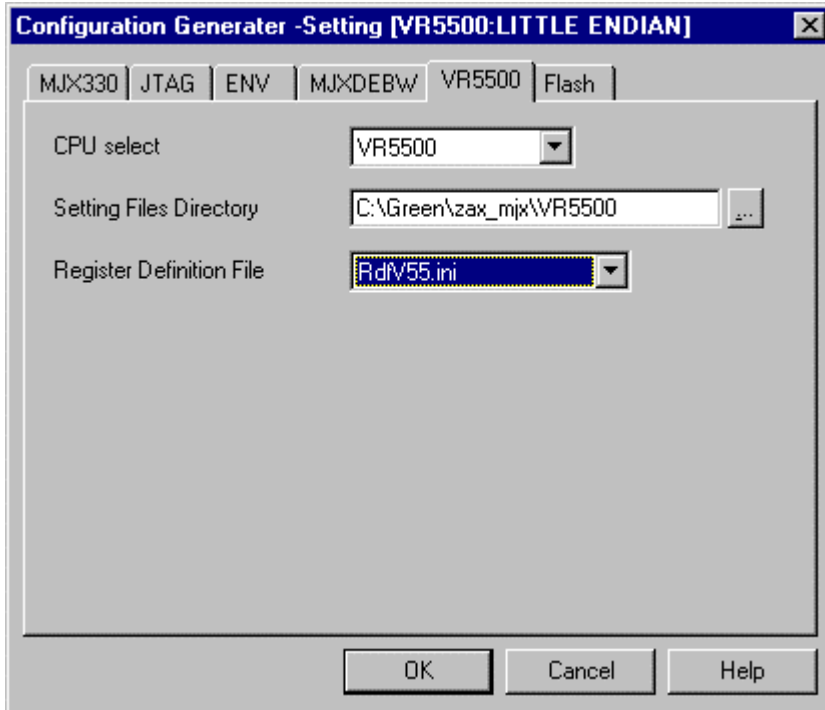 Configuration Generater -Setting [VR5500:LITTLE ENDIAN]
MJX330 JTAG ENV MJXDEBW VR5500 Flash
CPU select VR5500
Setting Files Directory C:\Green\zax_mjx\VR5500 ...
Register Definition File RdfV55.ini
OK Cancel Help